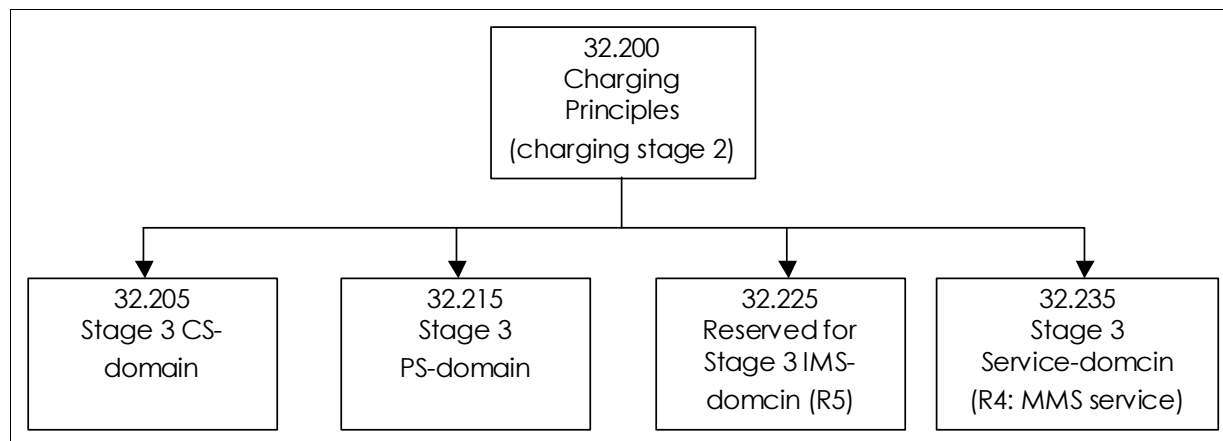 32.200
Charging
Principles
(charging stage 2)
32.205
Stage 3 CS-
domain
32.215
Stage 3
PS-domain
32.225
Reserved for
Stage 3 IMS-
domcin (R5)
32.235
Stage 3
Service-domcin
(R4: MMS service)